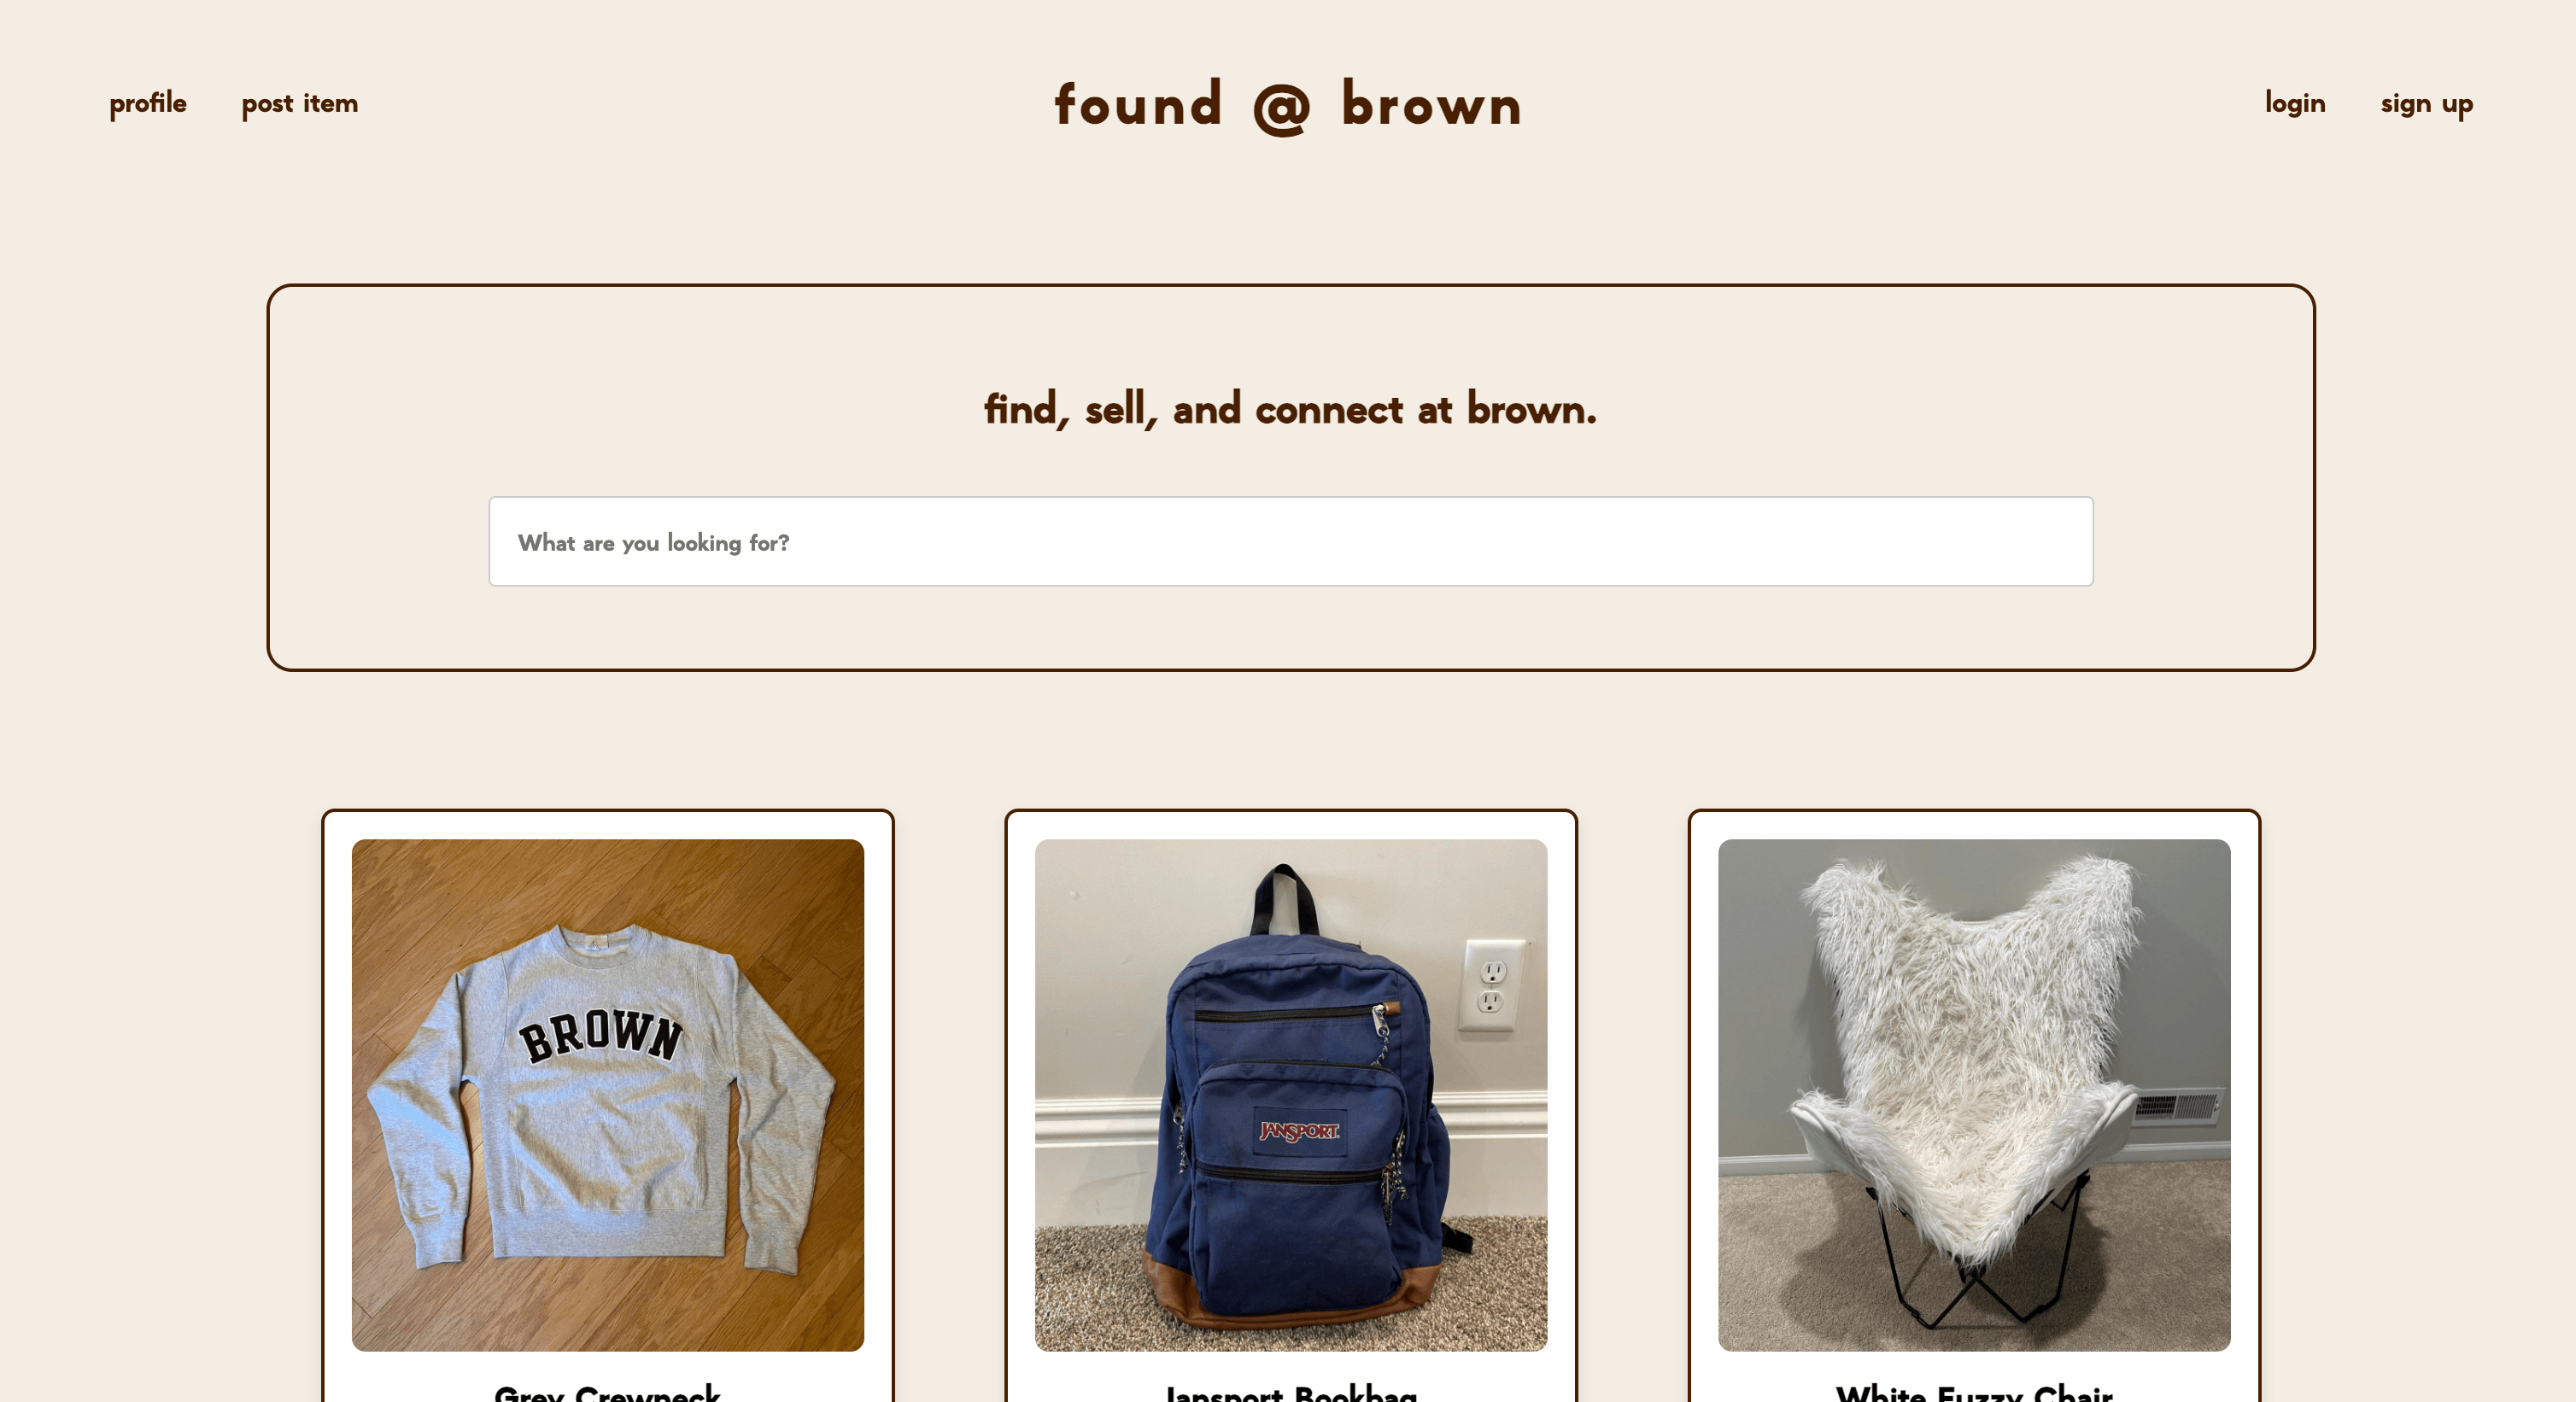 profile post item found @ brown login sign up
find, sell, and connect at brown.
What are you looking for?
BROWN
JANSPORT
Grey Crewneck
Jansport Bookbag
White Fuzzy Chair